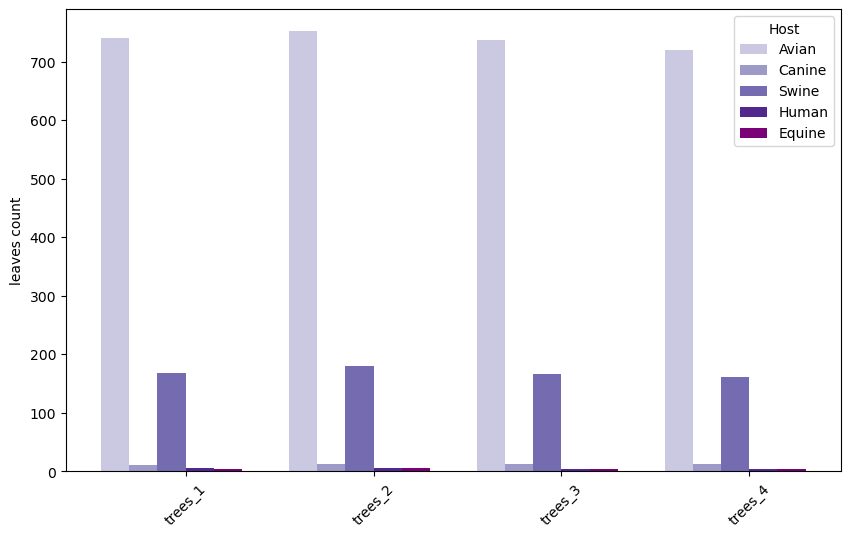 leaves count
700
600
500
400
300
200
100
0
trees_1
trees_2
trees_3
trees_4
Host
Avian
Canine
Swine
Human
Equine